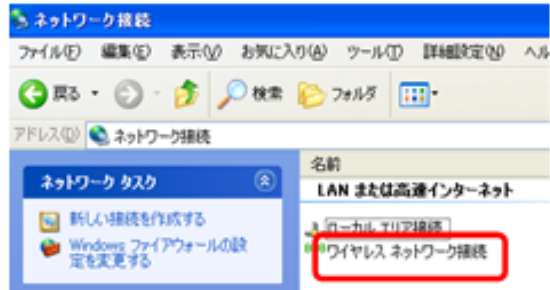 ネットワーク接続
ファイル(F) 編集(E) 表示(V) お気に入り(A) ツール(T) 詳細設定(N) ヘル
戻る 検索 フォルダ
アドレス(D) ネットワーク接続
名前
ネットワーク タスク
LAN または高速インターネット
新しい接続を作成する
ローカル エリア接続
Windows ファイアウォールの設
定を変更する
ワイヤレス ネットワーク接続